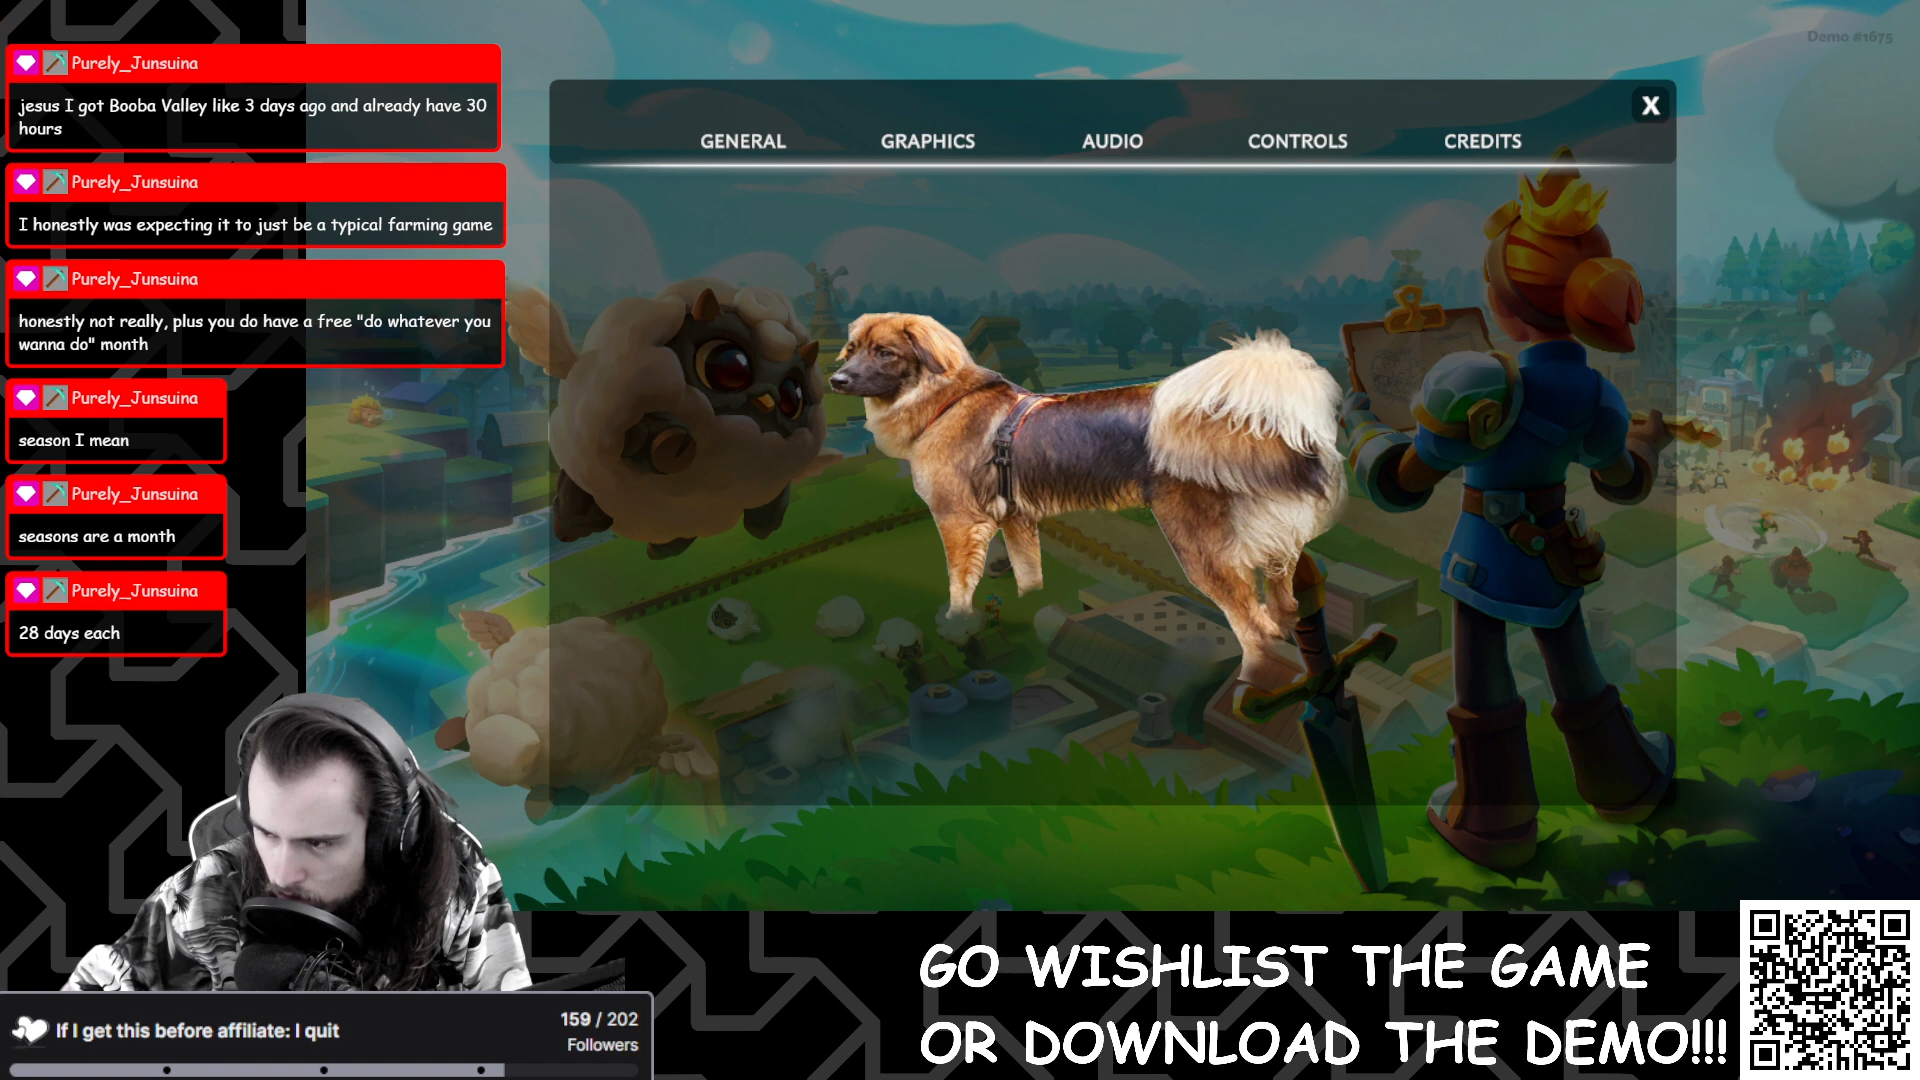 Purely_Junsuina
jesus I got Booba Valley like 3 days ago and already have 30
hours
Purely_Junsuina
I honestly was expecting it to just be a typical farming game
Purely_Junsuina
honestly not really, plus you do have a free "do whatever you
wanna do" month
Purely_Junsuina
season I mean
Purely_Junsuina
seasons are a month
Purely_Junsuina
28 days each
Demo #1675
X
GENERAL GRAPHICS AUDIO CONTROLS CREDITS
If I get this before affiliate: I quit
159 / 202
Followers
GO WISHLIST THE GAME
OR DOWNLOAD THE DEMO!!!